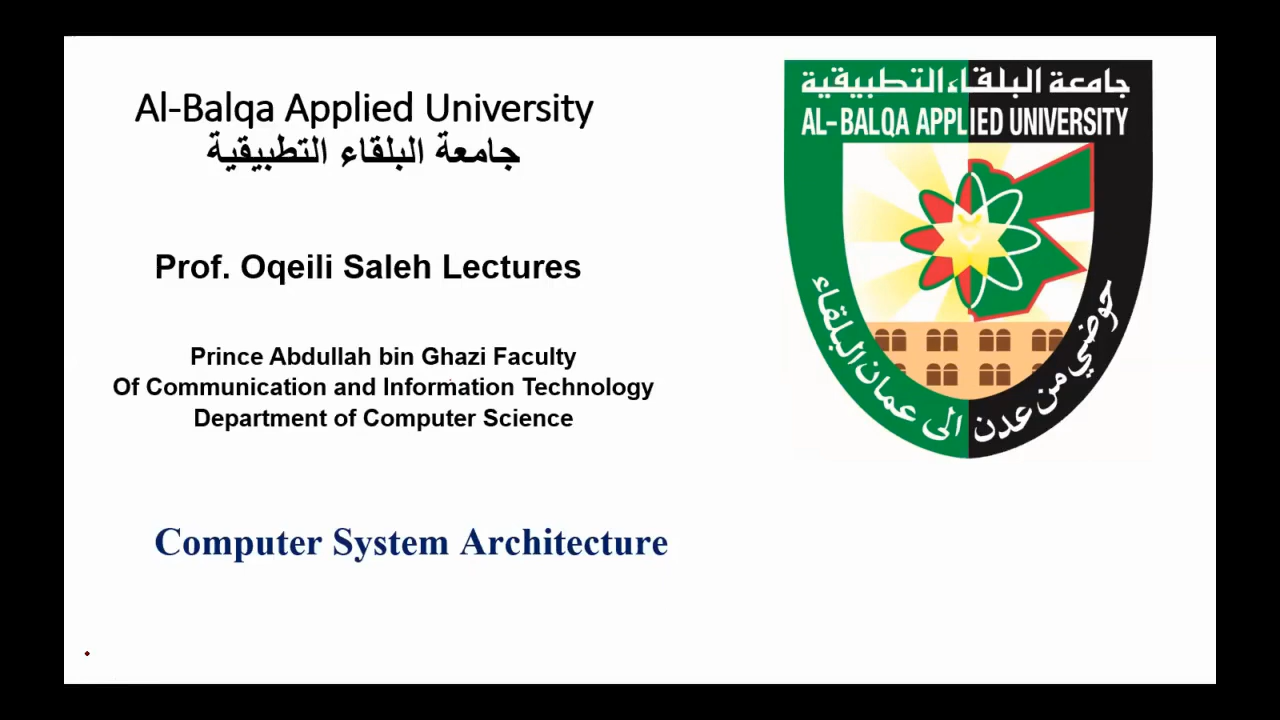 Al-Balqa Applied University
جامعة البلقاء التطبيقية
Prof. Oqeili Saleh Lectures
Prince Abdullah bin Ghazi Faculty
Of Communication and Information Technology
Department of Computer Science
Computer System Architecture
جامعة البلقاء التطبيقية
AL-BALQA APPLIED UNIVERSITY
حوضي من عدن الى عمان البلقاء